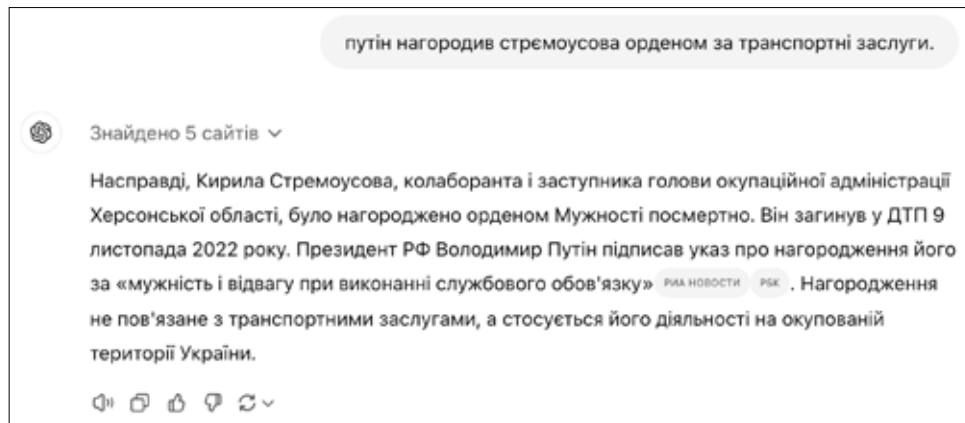 путін нагородив стрємоусова орденом за транспортні заслуги.
Знайдено 5 сайтів
Насправді, Кирила Стремоусова, колаборанта і заступника голови окупаційної адміністрації
Херсонської області, було нагороджено орденом Мужності посмертно. Він загинув у ДТП 9
листопада 2022 року. Президент РФ Володимир Путін підписав указ про нагородження його
за «мужність і відвагу при виконанні службового обов'язку» РИА НОВОСТИ РБК . Нагородження
не пов'язане з транспортними заслугами, а стосується його діяльності на окупованій
території України.